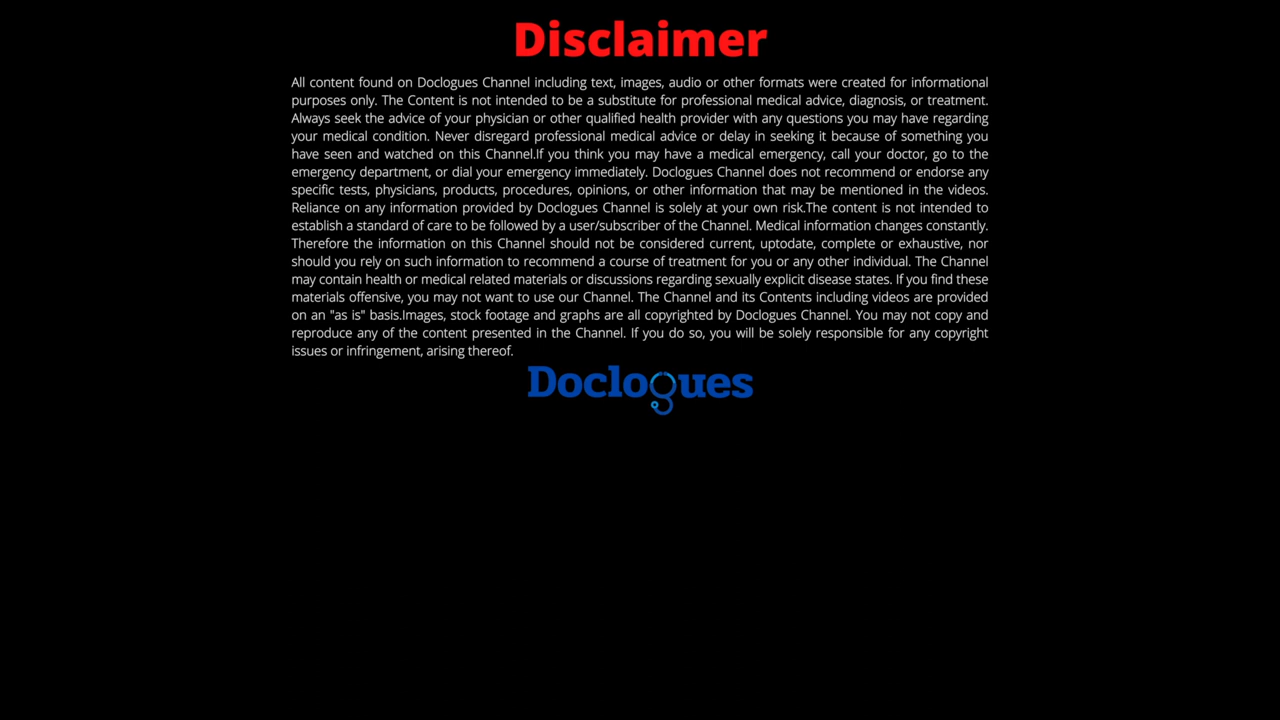 Disclaimer
All content found on Doclogues Channel including text, images, audio or other formats were created for informational
purposes only. The Content is not intended to be a substitute for professional medical advice, diagnosis, or treatment.
Always seek the advice of your physician or other qualified health provider with any questions you may have regarding
your medical condition. Never disregard professional medical advice or delay in seeking it because of something you
have seen and watched on this Channel.If you think you may have a medical emergency, call your doctor, go to the
emergency department, or dial your emergency immediately. Doclogues Channel does not recommend or endorse any
specific tests, physicians, products, procedures, opinions, or other information that may be mentioned in the videos.
Reliance on any information provided by Doclogues Channel is solely at your own risk.The content is not intended to
establish a standard of care to be followed by a user/subscriber of the Channel. Medical information changes constantly.
Therefore the information on this Channel should not be considered current, uptodate, complete or exhaustive, nor
should you rely on such information to recommend a course of treatment for you or any other individual. The Channel
may contain health or medical related materials or discussions regarding sexually explicit disease states. If you find these
materials offensive, you may not want to use our Channel. The Channel and its Contents including videos are provided
on an "as is" basis.Images, stock footage and graphs are all copyrighted by Doclogues Channel. You may not copy and
reproduce any of the content presented in the Channel. If you do so, you will be solely responsible for any copyright
issues or infringement, arising thereof.
Doclogues